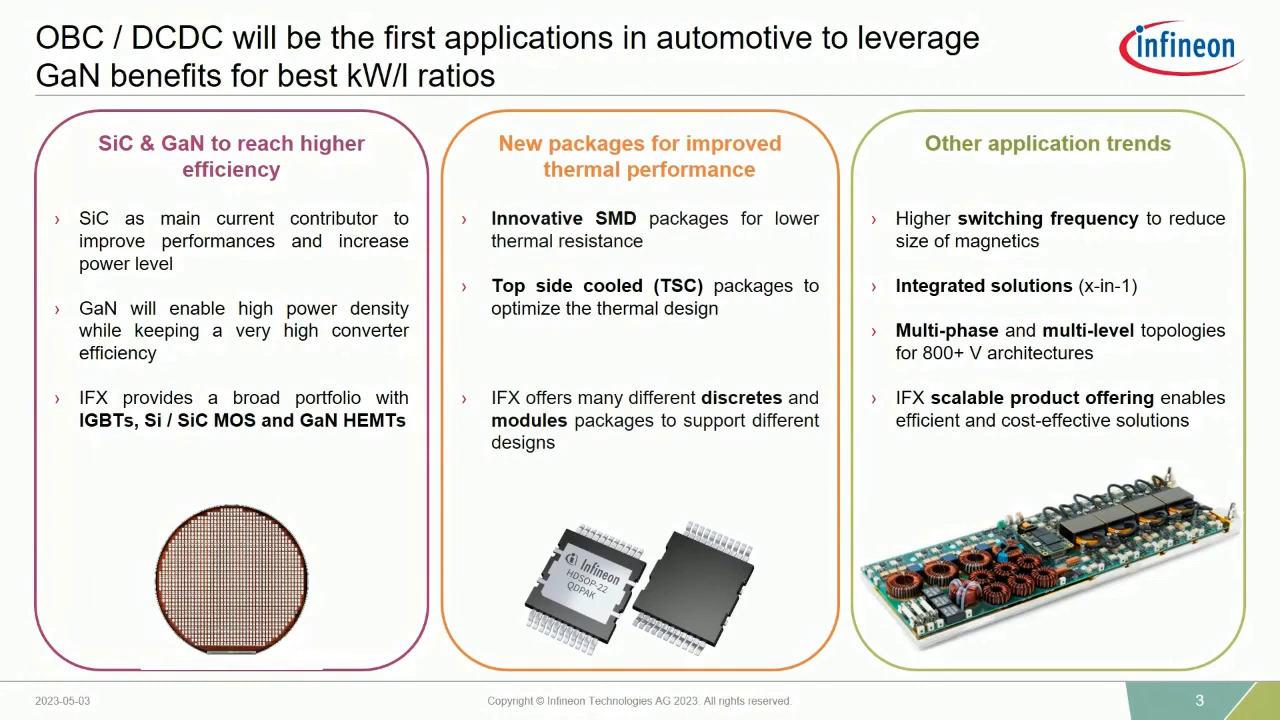 OBC / DCDC will be the first applications in automotive to leverage
GaN benefits for best kW/l ratios
infineon
SiC & GaN to reach higher
efficiency
› SiC as main current contributor to
improve performances and increase
power level
› GaN will enable high power density
while keeping a very high converter
efficiency
› IFX provides a broad portfolio with
IGBTs, Si / SiC MOS and GaN HEMTs
New packages for improved
thermal performance
› Innovative SMD packages for lower
thermal resistance
› Top side cooled (TSC) packages to
optimize the thermal design
› IFX offers many different discretes and
modules packages to support different
designs
infineon
HDSOP-22
QDPAK
Other application trends
› Higher switching frequency to reduce
size of magnetics
› Integrated solutions (x-in-1)
› Multi-phase and multi-level topologies
for 800+ V architectures
› IFX scalable product offering enables
efficient and cost-effective solutions
2023-05-03
Copyright © Infineon Technologies AG 2023. All rights reserved.
3